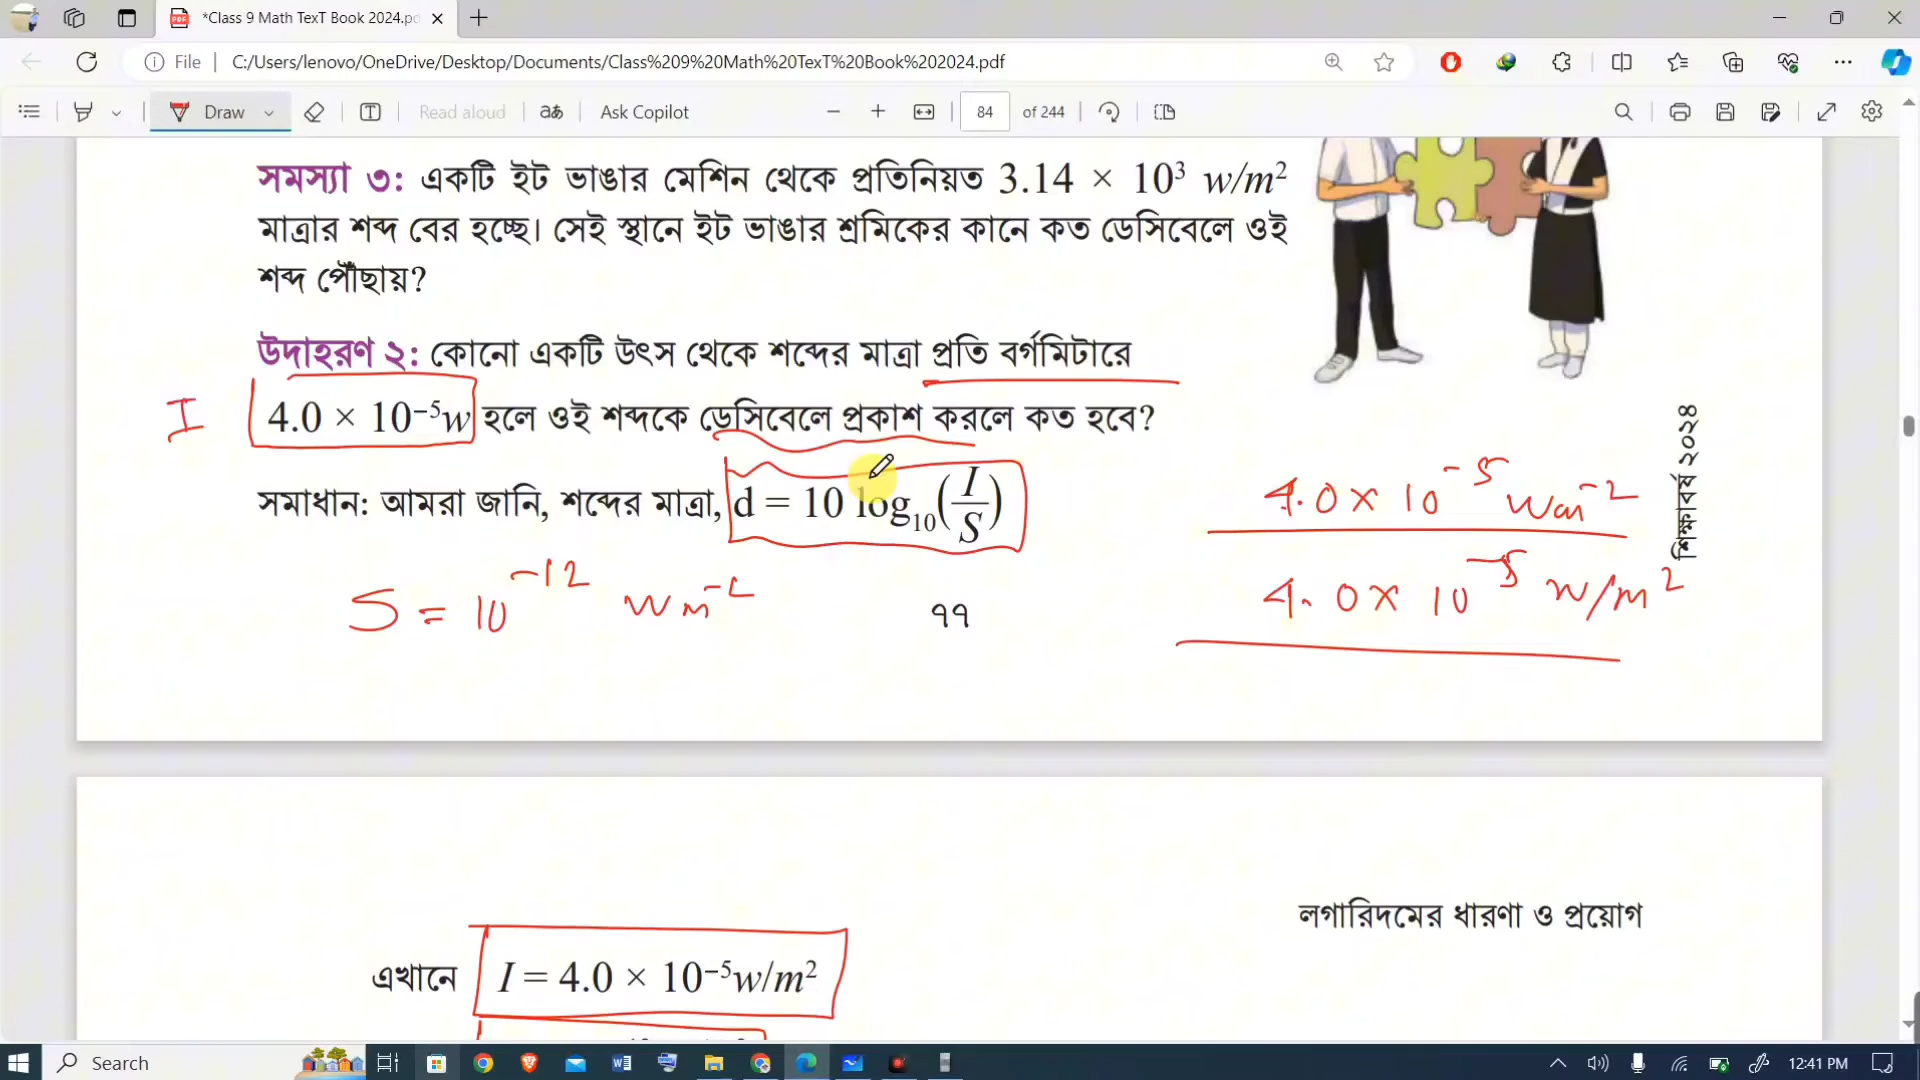 *Class 9 Math TexT Book 2024.pd
File | C:/Users/lenovo/OneDrive/Desktop/Documents/Class%209%20Math%20TexT%20Book%202024.pdf
Draw
Read aloud
Ask Copilot
84 of 244
সমস্যা ৩: একটি ইট ভাঙার মেশিন থেকে প্রতিনিয়ত 3.14 × 10³ w/m²
মাত্রার শব্দ বের হচ্ছে। সেই স্থানে ইট ভাঙার শ্রমিকের কানে কত ডেসিবেলে ওই
শব্দ পৌঁছায়?
উদাহরণ ২: কোনো একটি উৎস থেকে শব্দের মাত্রা প্রতি বর্গমিটারে
I 4.0 × 10⁻⁵w হলে ওই শব্দকে ডেসিবেলে প্রকাশ করলে কত হবে?
সমাধান: আমরা জানি, শব্দের মাত্রা, d = 10 log₁₀(I/S)
4.0 × 10⁻⁵ wm⁻²
4.0 × 10⁻⁵ w/m²
S = 10⁻¹² wm⁻²
৭৭
শিক্ষাবর্ষ ২০২৪
লগারিদমের ধারণা ও প্রয়োগ
এখানে I = 4.0 × 10⁻⁵w/m²
Search
12:41 PM